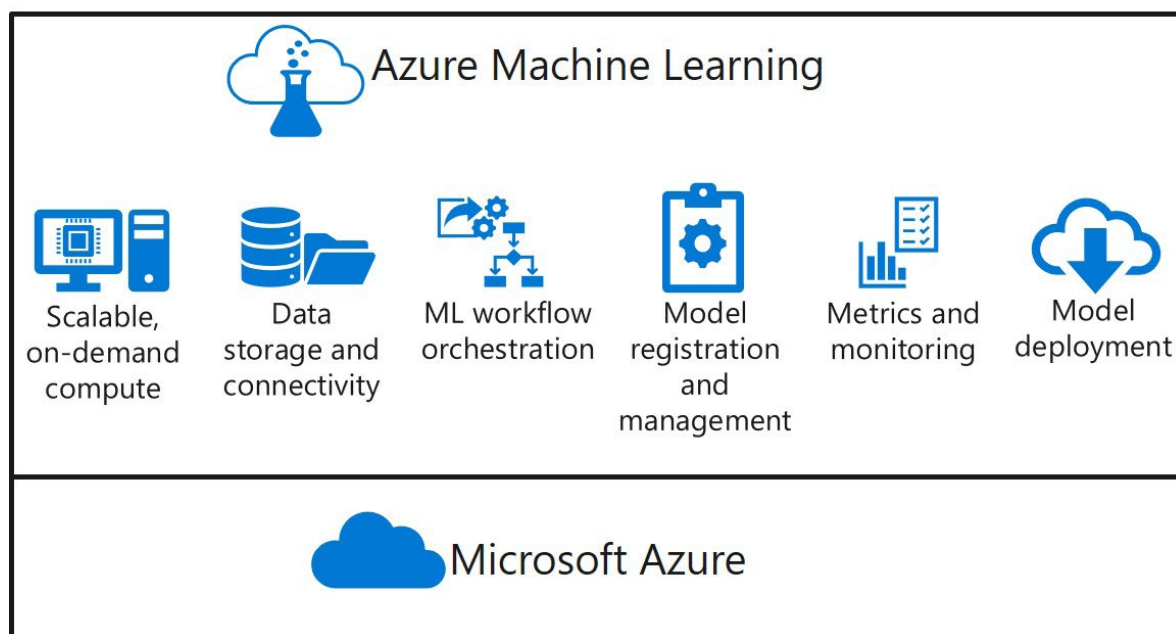 Azure Machine Learning
Scalable,
on-demand
compute
Data
storage and
connectivity
ML workflow
orchestration
Model
registration
and
management
Metrics and
monitoring
Model
deployment
Microsoft Azure